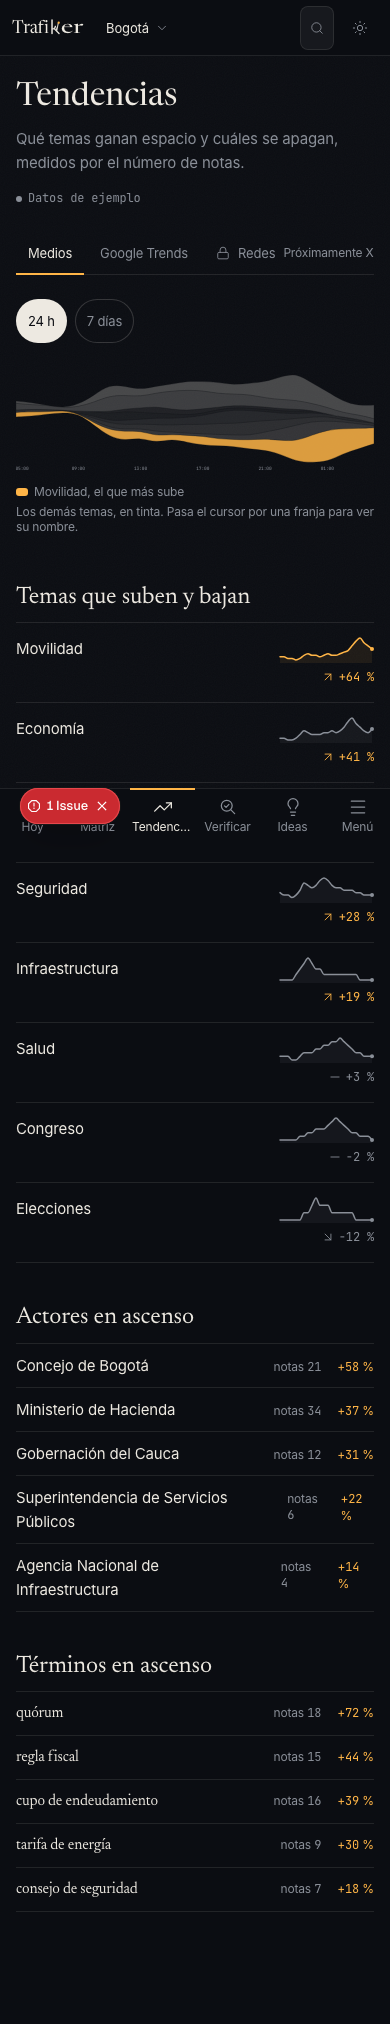 Trafiker
Bogotá
Tendencias
Qué temas ganan espacio y cuáles se apagan,
medidos por el número de notas.
Datos de ejemplo
Medios
Google Trends
Redes
Próximamente X
24 h
7 días
09:00
17:00
Movilidad, el que más sube
Los demás temas, en tinta. Pasa el cursor por una franja para ver
su nombre.
Temas que suben y bajan
Movilidad
+64 %
Economía
+41 %
1 Issue
Hoy
Matriz
Tendenc...
Verificar
Ideas
Menú
Seguridad
+28 %
Infraestructura
+19 %
Salud
+3 %
Congreso
-2 %
Elecciones
-12 %
Actores en ascenso
Concejo de Bogotá
notas 21
+58 %
Ministerio de Hacienda
notas 34
+37 %
Gobernación del Cauca
notas 12
+31 %
Superintendencia de Servicios
Públicos
notas
6
+22
%
Agencia Nacional de
Infraestructura
notas
4
+14
%
Términos en ascenso
quórum
notas 18
+72 %
regla fiscal
notas 15
+44 %
cupo de endeudamiento
notas 16
+39 %
tarifa de energía
notas 9
+30 %
consejo de seguridad
notas 7
+18 %